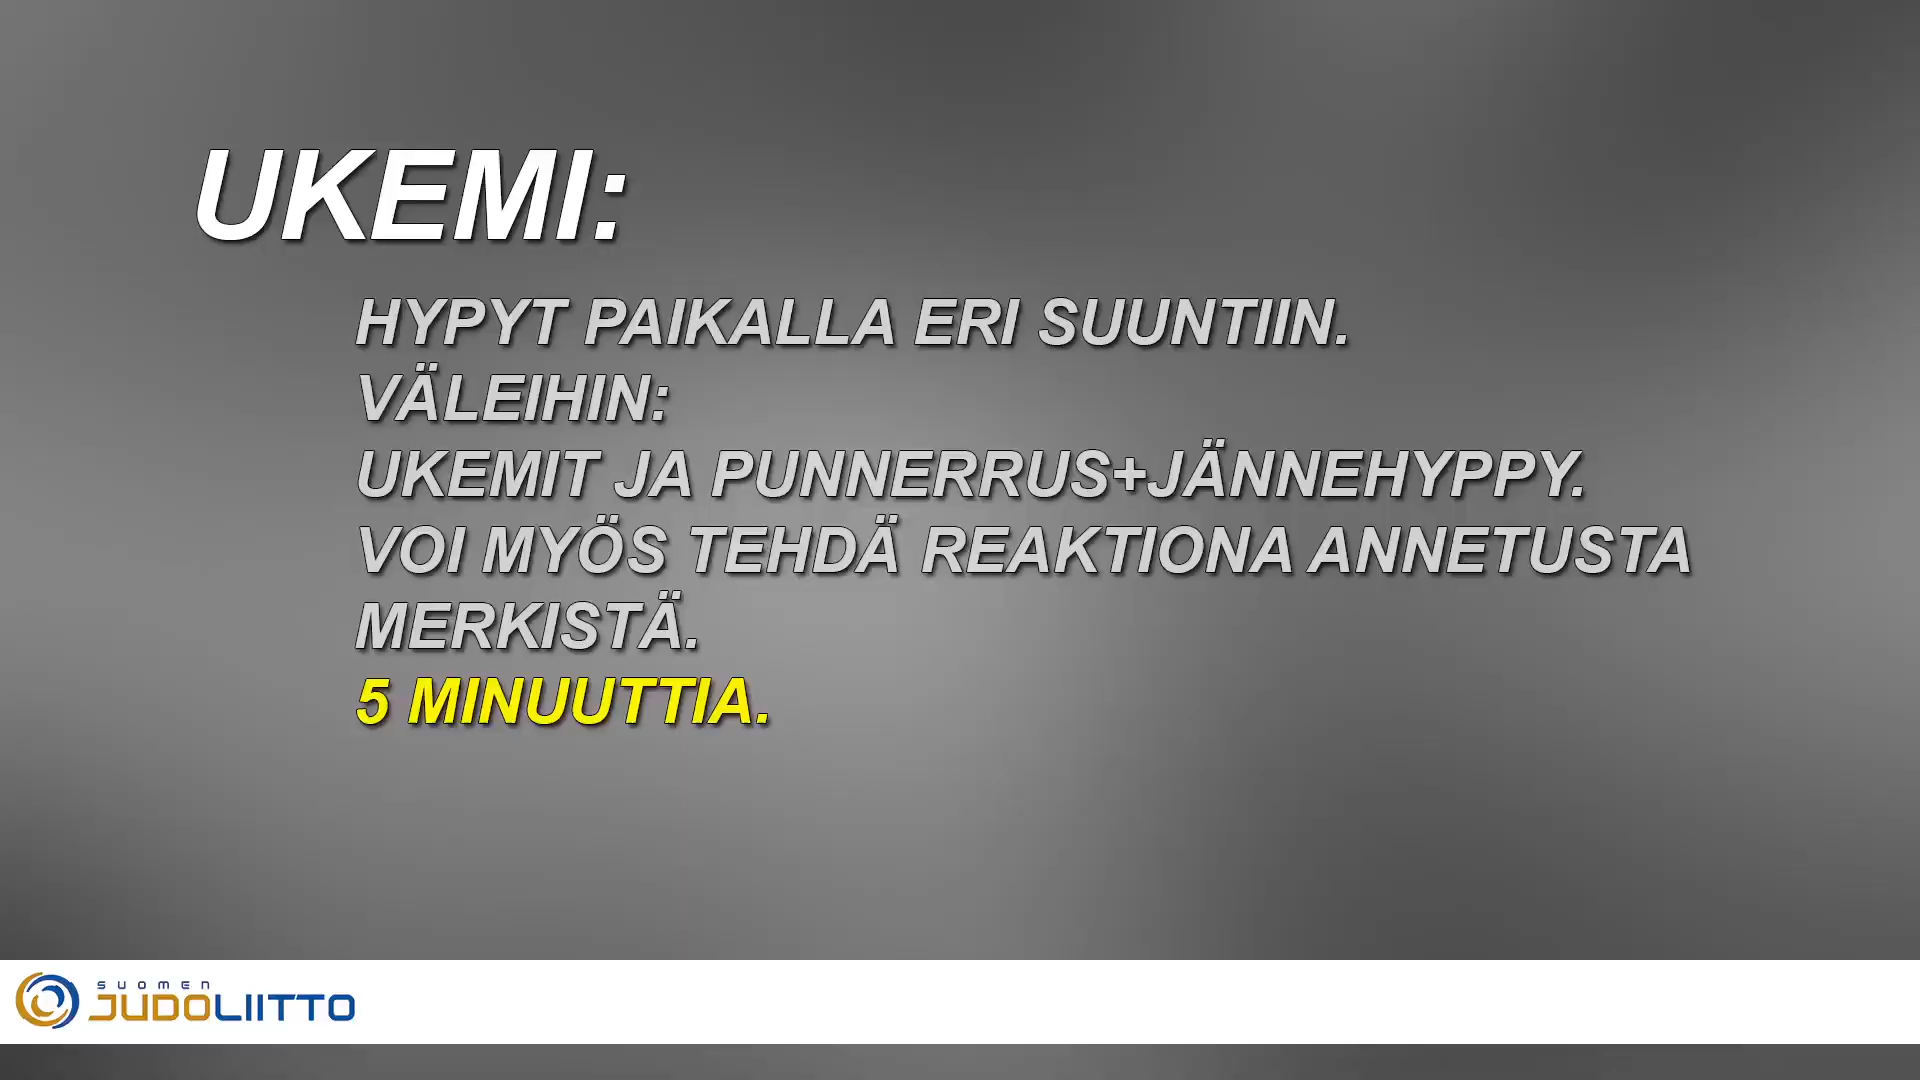 UKEMI:
HYPYT PAIKALLA ERI SUUNTIIN.
VÄLEIHIN:
UKEMIT JA PUNNERRUS+JÄNNEHYPPY.
VOI MYÖS TEHDÄ REAKTIONA ANNETUSTA
MERKISTÄ.
5 MINUUTTIA.
SUOMEN
JUDOLIITTO